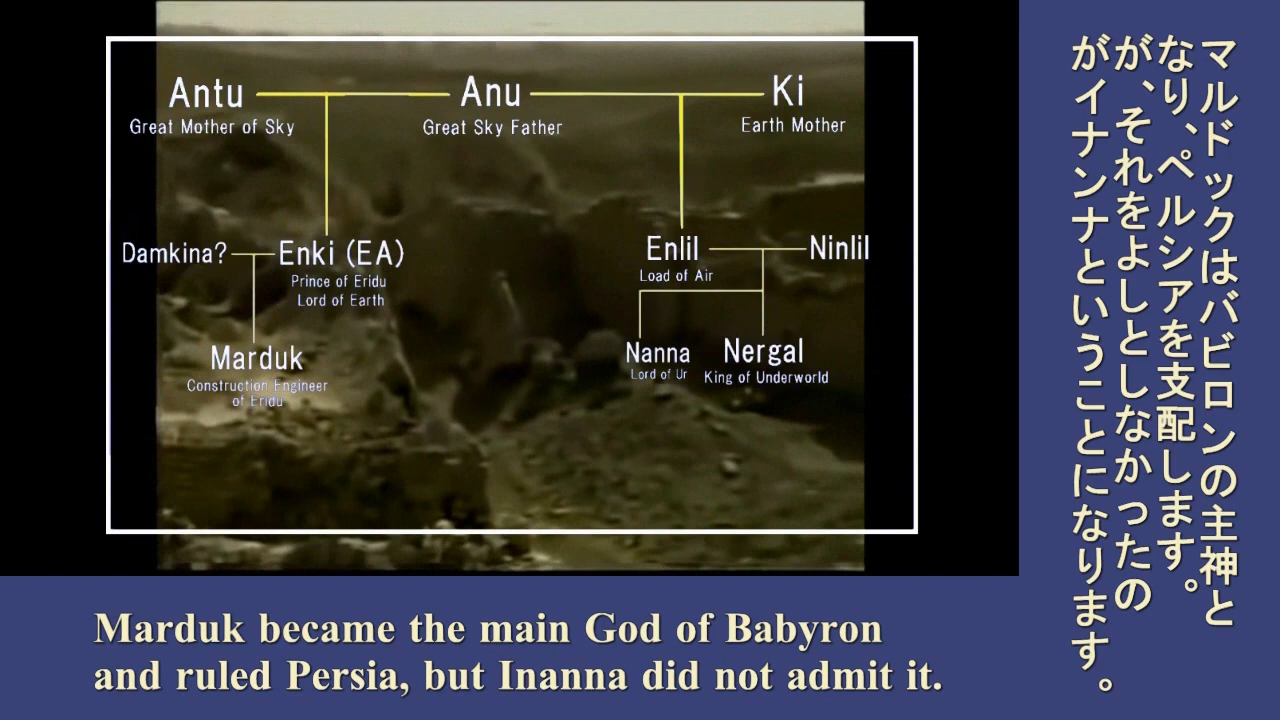 Antu
Anu
Ki
Great Mother of Sky
Great Sky Father
Earth Mother
Damkina?
Enki (EA)
Prince of Eridu
Lord of Earth
Enlil
Load of Air
Ninlil
Marduk
Construction Engineer
of Eridu
Nanna
Lord of Ur
Nergal
King of Underworld
マルドックはバビロンの主神と
なり、ペルシアを支配します。
が、それをよしとしなかったの
がイナンナということになります。
Marduk became the main God of Babyron
and ruled Persia, but Inanna did not admit it.